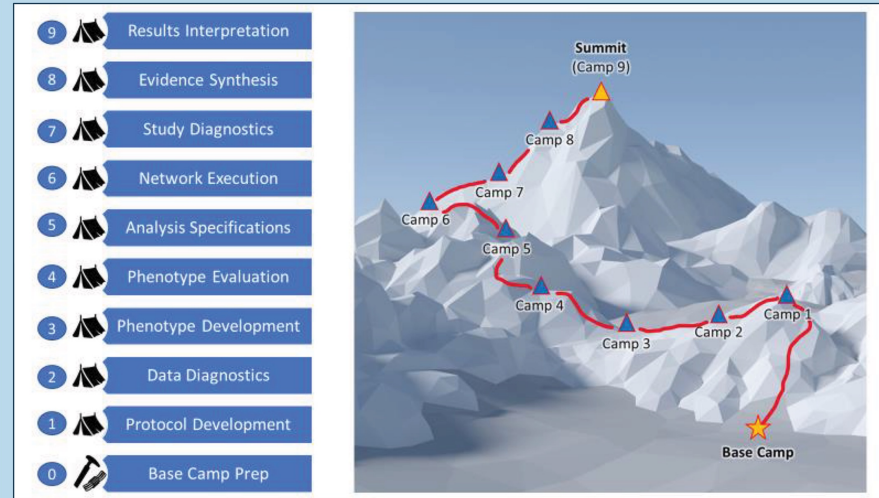 9 Results Interpretation
8 Evidence Synthesis
7 Study Diagnostics
6 Network Execution
5 Analysis Specifications
4 Phenotype Evaluation
3 Phenotype Development
2 Data Diagnostics
1 Protocol Development
0 Base Camp Prep
Summit
(Camp 9)
Camp 8
Camp 7
Camp 6
Camp 5
Camp 4
Camp 3
Camp 2
Camp 1
Base Camp